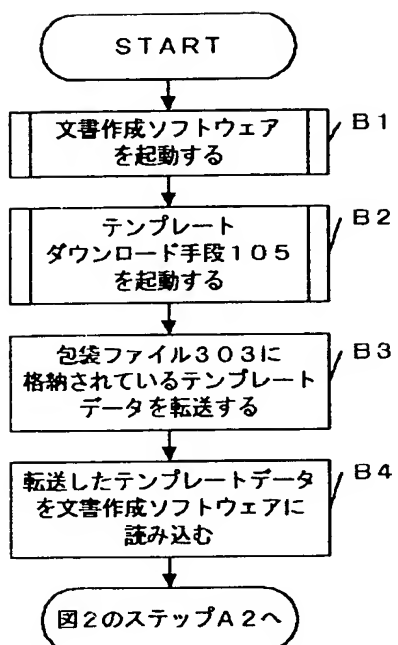 START
文書作成ソフトウェア
を起動する
B1
テンプレート
ダウンロード手段105
を起動する
B2
包袋ファイル303に
格納されているテンプレート
データを転送する
B3
転送したテンプレートデータ
を文書作成ソフトウェアに
読み込む
B4
図2のステップA2へ